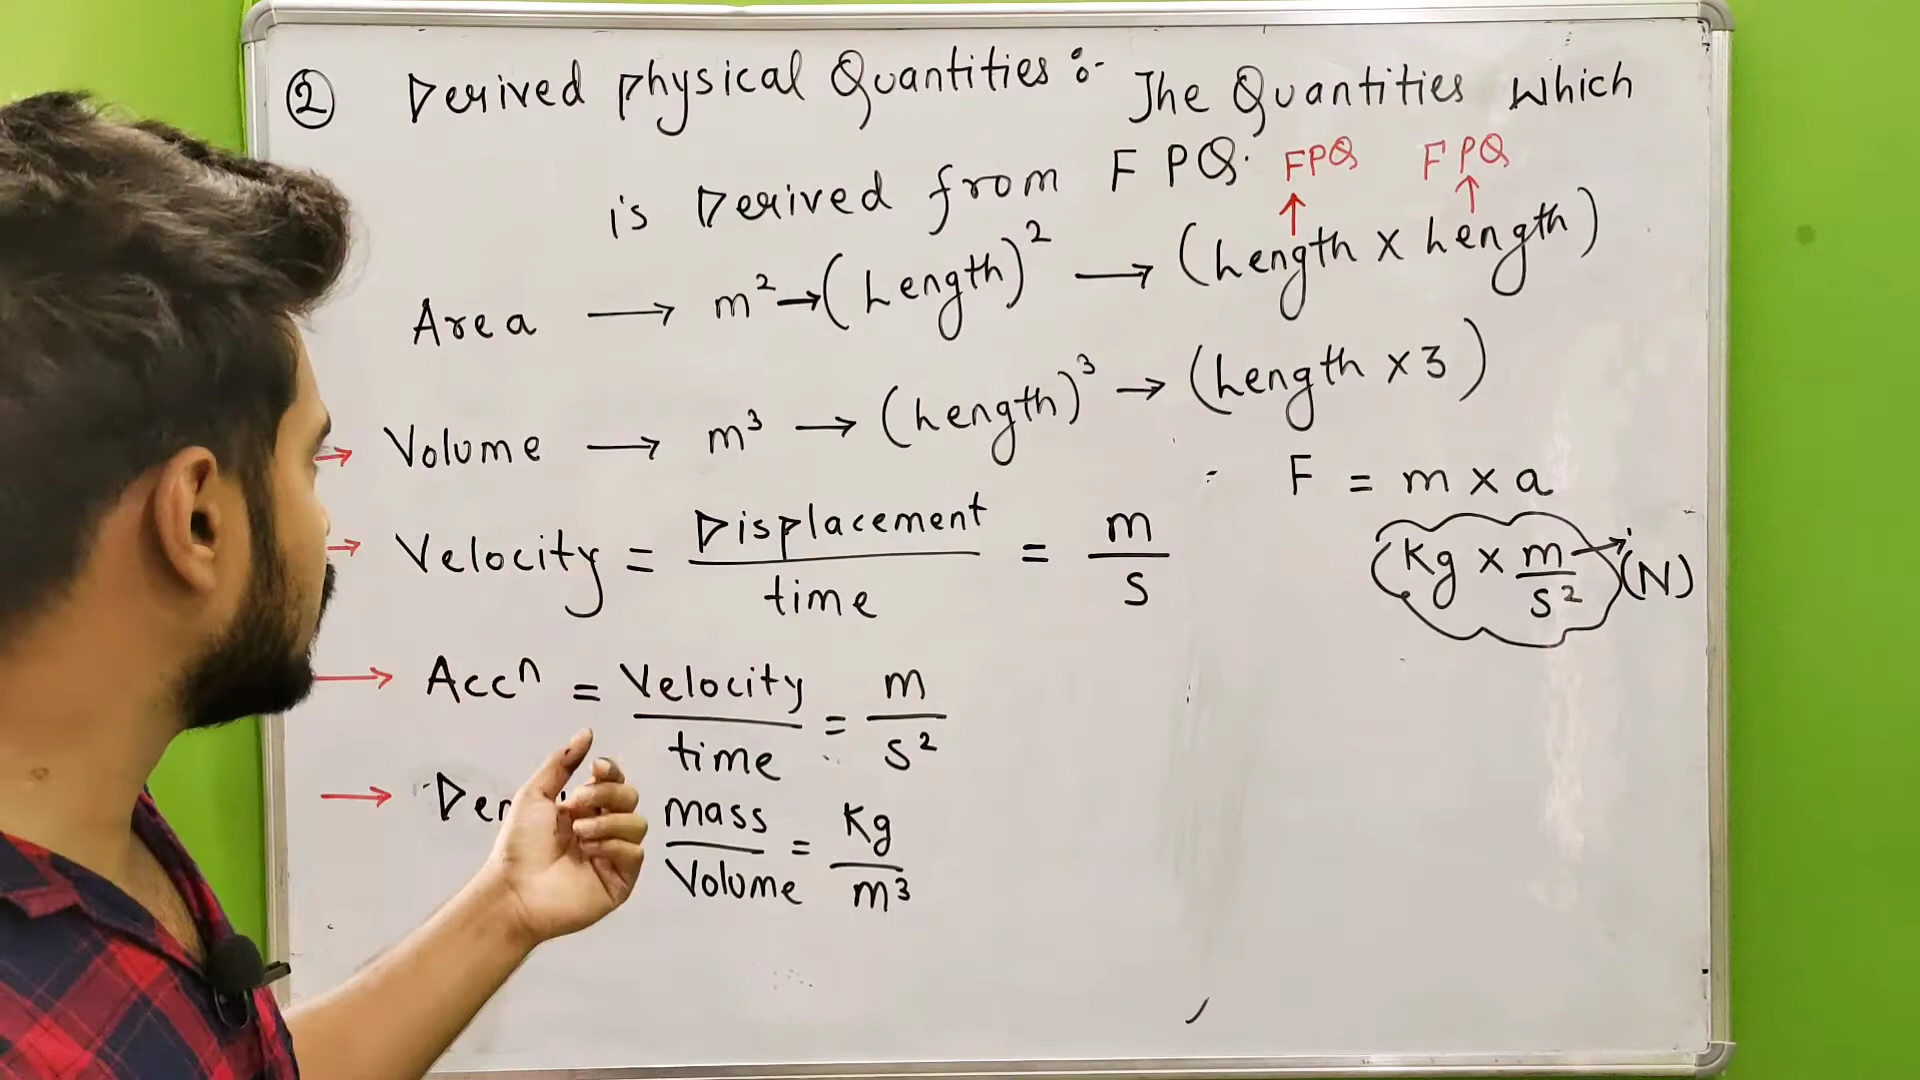 ② Derived physical Quantities :- The Quantities which
is Derived from F PQ.
FPQ FPQ
↑ ↑
Area → m² → (Length)² → (Length x Length)
→ Volume → m³ → (Length)³ → (Length x 3)
→ Velocity = Displacement / time = m / s
F = m x a
Kg x m / s² → (N)
→ Accⁿ = Velocity / time = m / s²
→ mass / Volume = Kg / m³